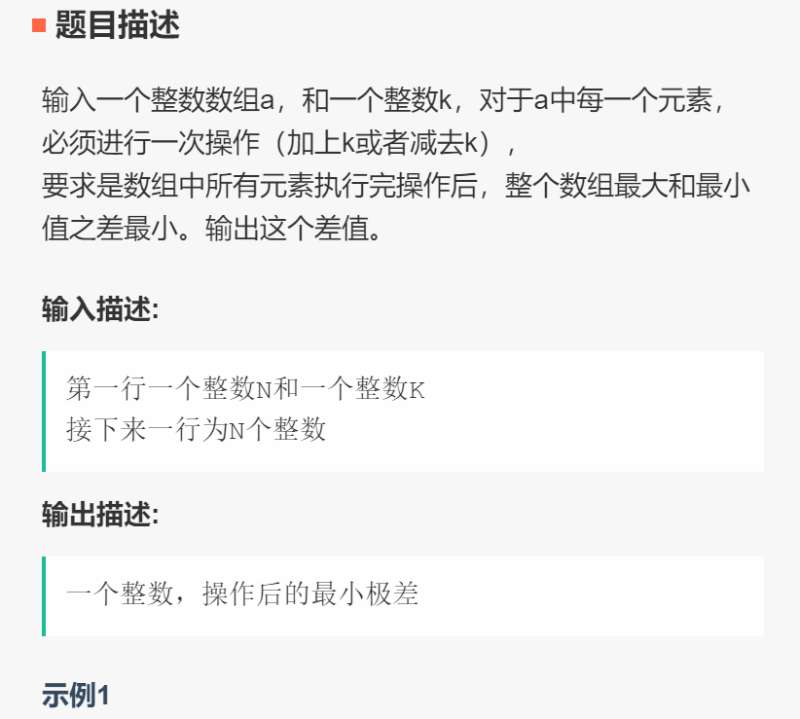 题目描述
输入一个整数数组a，和一个整数k，对于a中每一个元素，
必须进行一次操作（加上k或者减去k），
要求是数组中所有元素执行完操作后，整个数组最大和最小
值之差最小。输出这个差值。
输入描述:
第一行一个整数N和一个整数K
接下来一行为N个整数
输出描述:
一个整数，操作后的最小极差
示例1